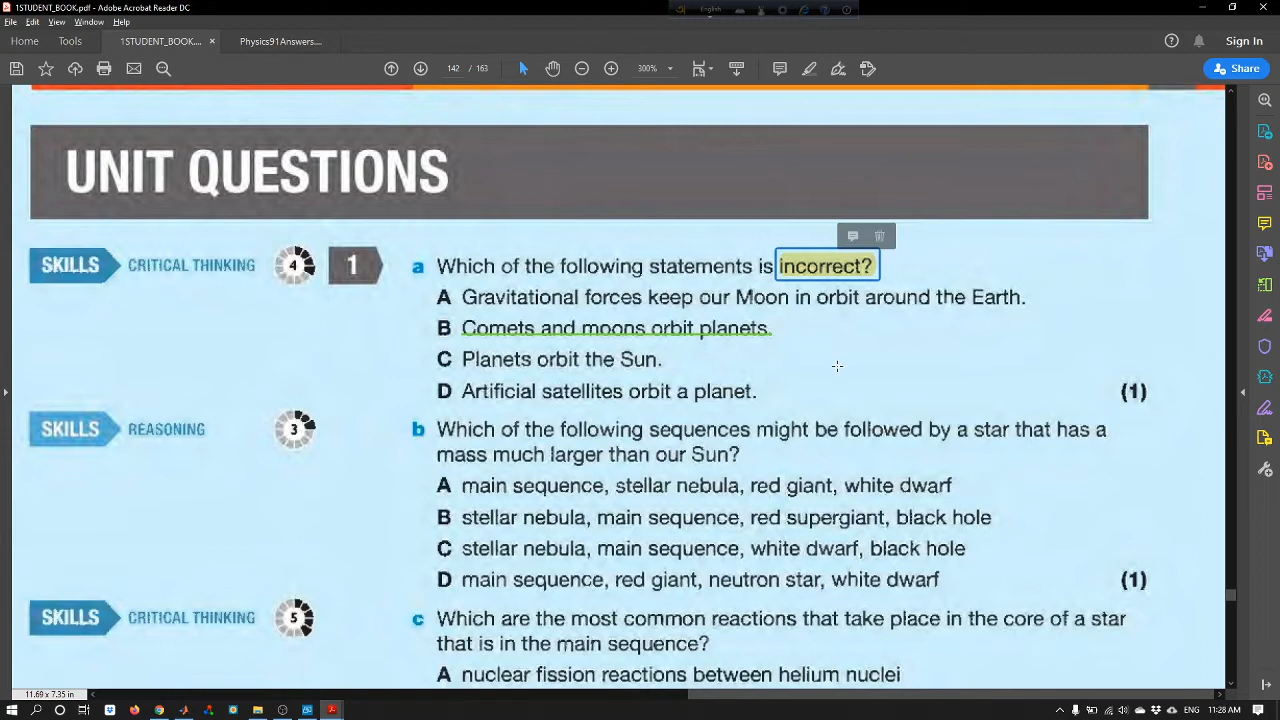 1STUDENT_BOOK.pdf - Adobe Acrobat Reader DC
English
File Edit View Window Help
Home Tools 1STUDENT_BOOK.... × Physics91Answers.... Sign In
142 / 163 300% Share
UNIT QUESTIONS
SKILLS CRITICAL THINKING 4 1 a Which of the following statements is incorrect?
A Gravitational forces keep our Moon in orbit around the Earth.
B Comets and moons orbit planets.
C Planets orbit the Sun.
D Artificial satellites orbit a planet. (1)
SKILLS REASONING 3 b Which of the following sequences might be followed by a star that has a
mass much larger than our Sun?
A main sequence, stellar nebula, red giant, white dwarf
B stellar nebula, main sequence, red supergiant, black hole
C stellar nebula, main sequence, white dwarf, black hole
D main sequence, red giant, neutron star, white dwarf (1)
SKILLS CRITICAL THINKING 5 c Which are the most common reactions that take place in the core of a star
that is in the main sequence?
A nuclear fission reactions between helium nuclei
11.69 x 7.35 in
ENG 11:28 AM